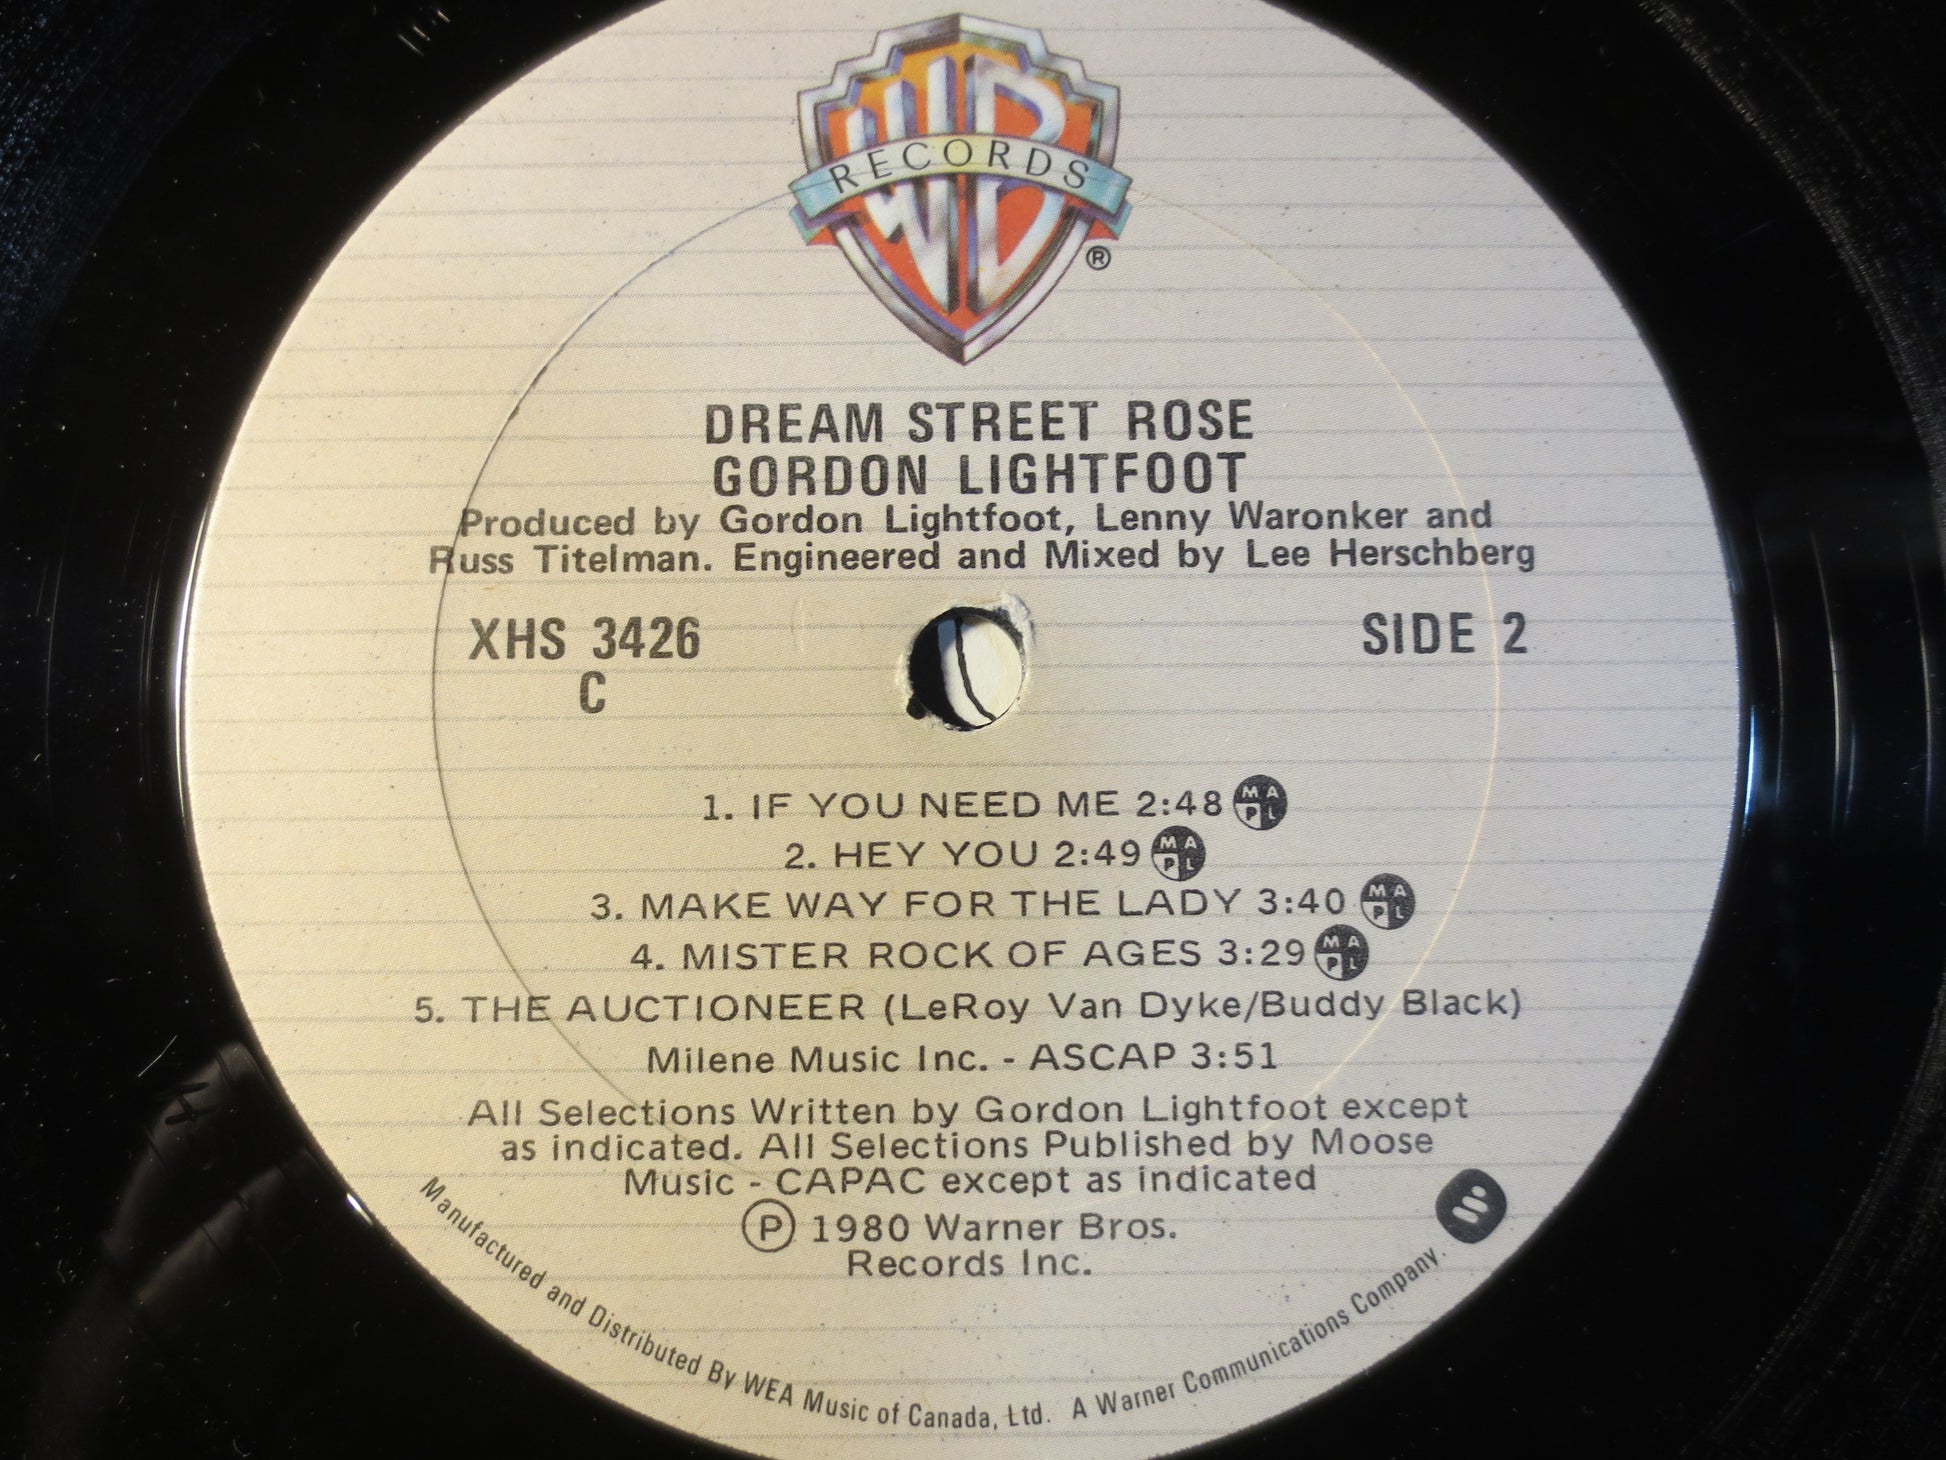 WB
RECORDS
®
DREAM STREET ROSE
GORDON LIGHTFOOT
Produced by Gordon Lightfoot, Lenny Waronker and
Russ Titelman. Engineered and Mixed by Lee Herschberg
XHS 3426
C
SIDE 2
1. IF YOU NEED ME 2:48 MAPL
2. HEY YOU 2:49 MAPL
3. MAKE WAY FOR THE LADY 3:40 MAPL
4. MISTER ROCK OF AGES 3:29 MAPL
5. THE AUCTIONEER (LeRoy Van Dyke/Buddy Black)
Milene Music Inc. - ASCAP 3:51
All Selections Written by Gordon Lightfoot except
as indicated. All Selections Published by Moose
Music - CAPAC except as indicated
Ⓟ 1980 Warner Bros.
Records Inc.
Manufactured and Distributed By WEA Music of Canada, Ltd. A Warner Communications Company.